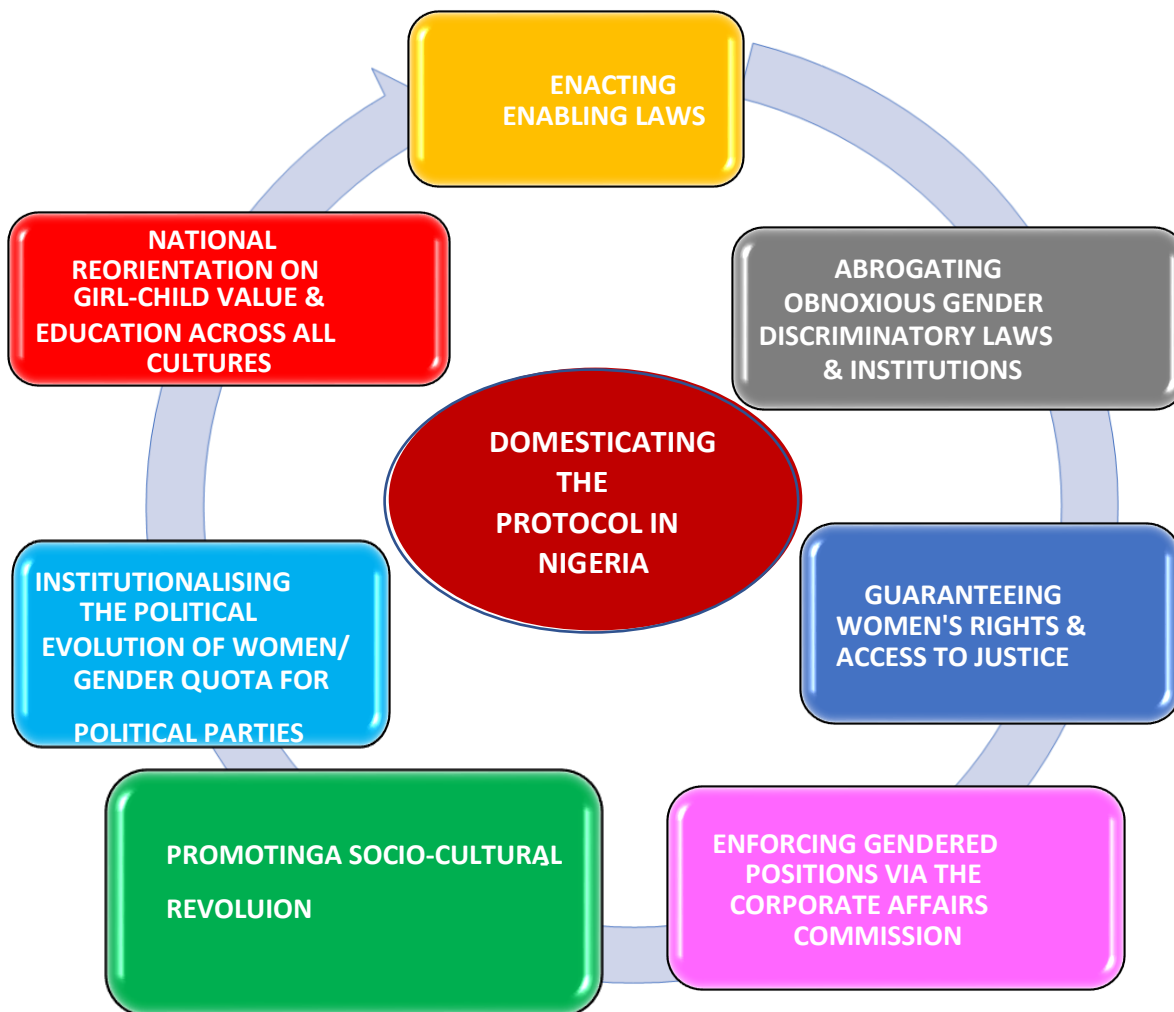 ENACTING
ENABLING LAWS
ABROGATING
OBNOXIOUS GENDER
DISCRIMINATORY LAWS
& INSTITUTIONS
GUARANTEEING
WOMEN'S RIGHTS &
ACCESS TO JUSTICE
ENFORCING GENDERED
POSITIONS VIA THE
CORPORATE AFFAIRS
COMMISSION
PROMOTINGA SOCIO-CULTURAL
REVOLUION
INSTITUTIONALISING
THE POLITICAL
EVOLUTION OF WOMEN/
GENDER QUOTA FOR
POLITICAL PARTIES
NATIONAL
REORIENTATION ON
GIRL-CHILD VALUE &
EDUCATION ACROSS ALL
CULTURES
DOMESTICATING
THE
PROTOCOL IN
NIGERIA